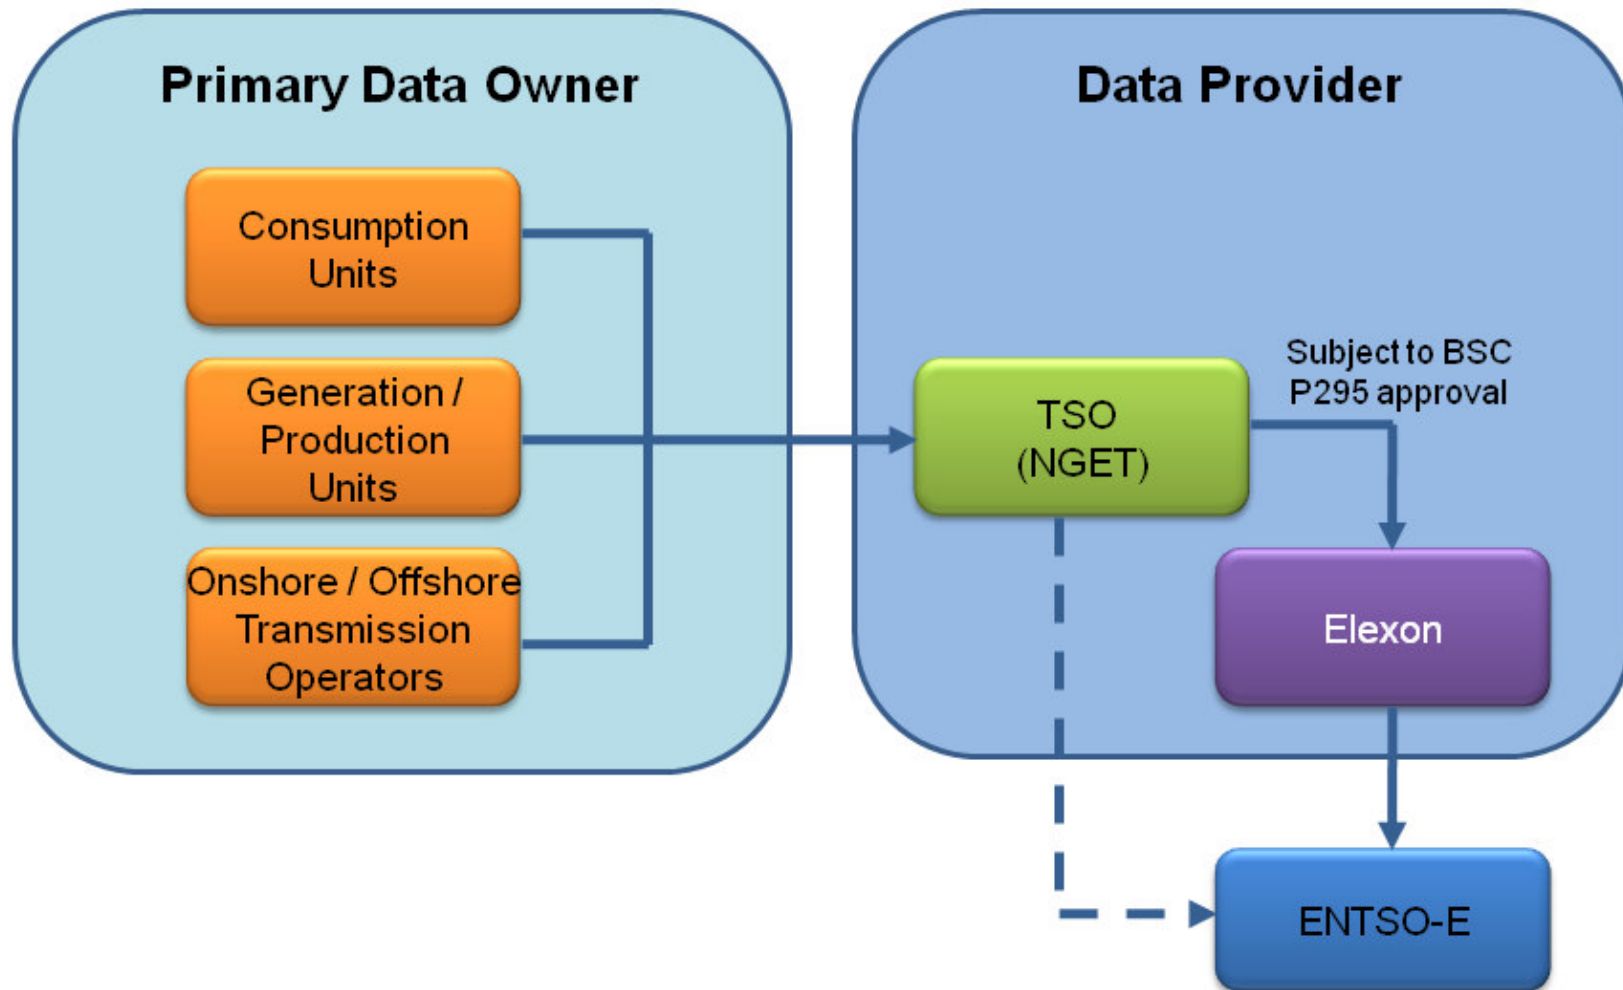 Primary Data Owner
Consumption
Units
Generation /
Production
Units
Onshore / Offshore
Transmission
Operators
Data Provider
TSO
(NGET)
Subject to BSC
P295 approval
Elexon
ENTSO-E